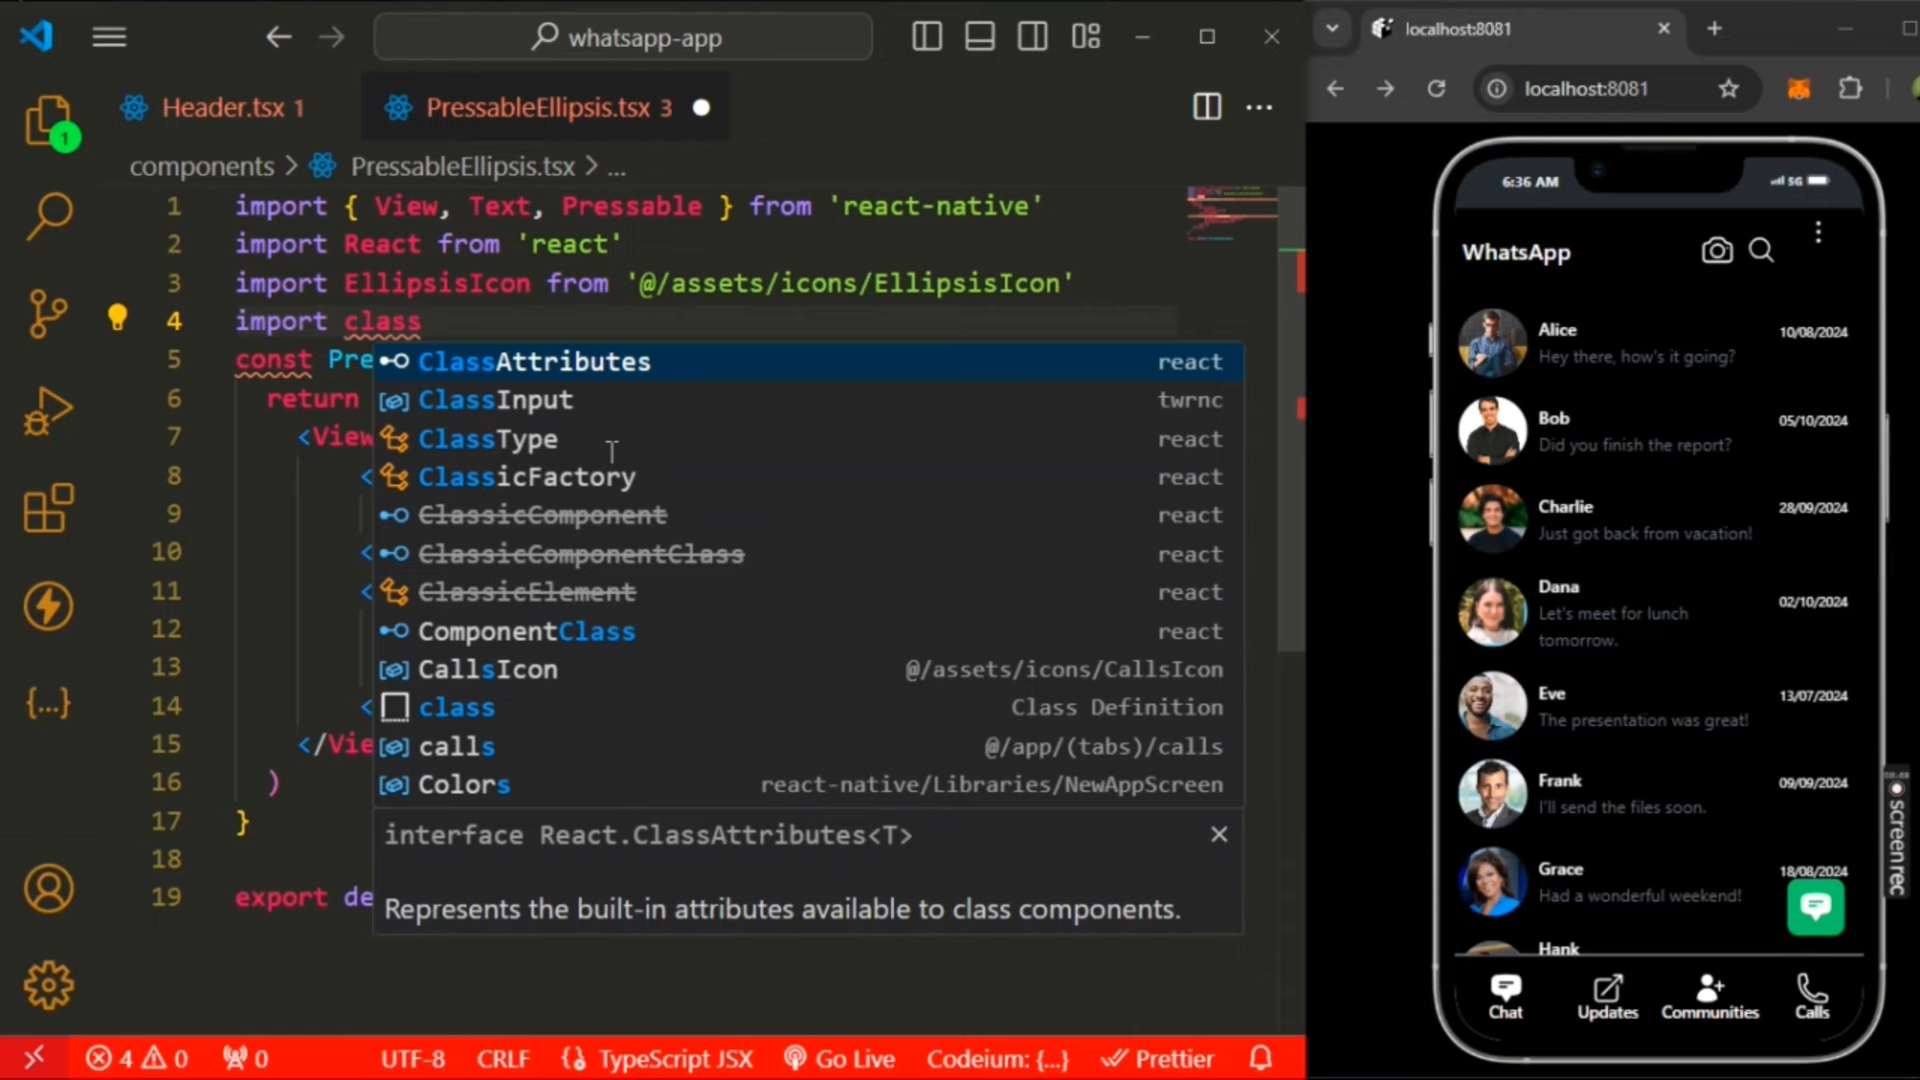 whatsapp-app
Header.tsx 1
PressableEllipsis.tsx 3
1
components > PressableEllipsis.tsx > ...
1 import { View, Text, Pressable } from 'react-native'
2 import React from 'react'
3 import EllipsisIcon from '@/assets/icons/EllipsisIcon'
4 import class
5 const Pre
6 return
7 <View
8 <
9
10 <
11 <
12
13
14 <
15 </Vie
16 )
17 }
18
19 export de
ClassAttributes react
ClassInput twrnc
ClassType react
ClassicFactory react
ClassicComponent react
ClassicComponentClass react
ClassicElement react
ComponentClass react
CallsIcon @/assets/icons/CallsIcon
class Class Definition
calls @/app/(tabs)/calls
Colors react-native/Libraries/NewAppScreen
interface React.ClassAttributes<T>
Represents the built-in attributes available to class components.
4 0 0 UTF-8 CRLF {} TypeScript JSX Go Live Codeium: {...} Prettier
localhost:8081
localhost:8081
6:36 AM
5G
WhatsApp
Alice 10/08/2024
Hey there, how's it going?
Bob 05/10/2024
Did you finish the report?
Charlie 28/09/2024
Just got back from vacation!
Dana 02/10/2024
Let's meet for lunch
tomorrow.
Eve 13/07/2024
The presentation was great!
Frank 09/09/2024
I'll send the files soon.
Grace 18/08/2024
Had a wonderful weekend!
Hank
Chat Updates Communities Calls
screenrec